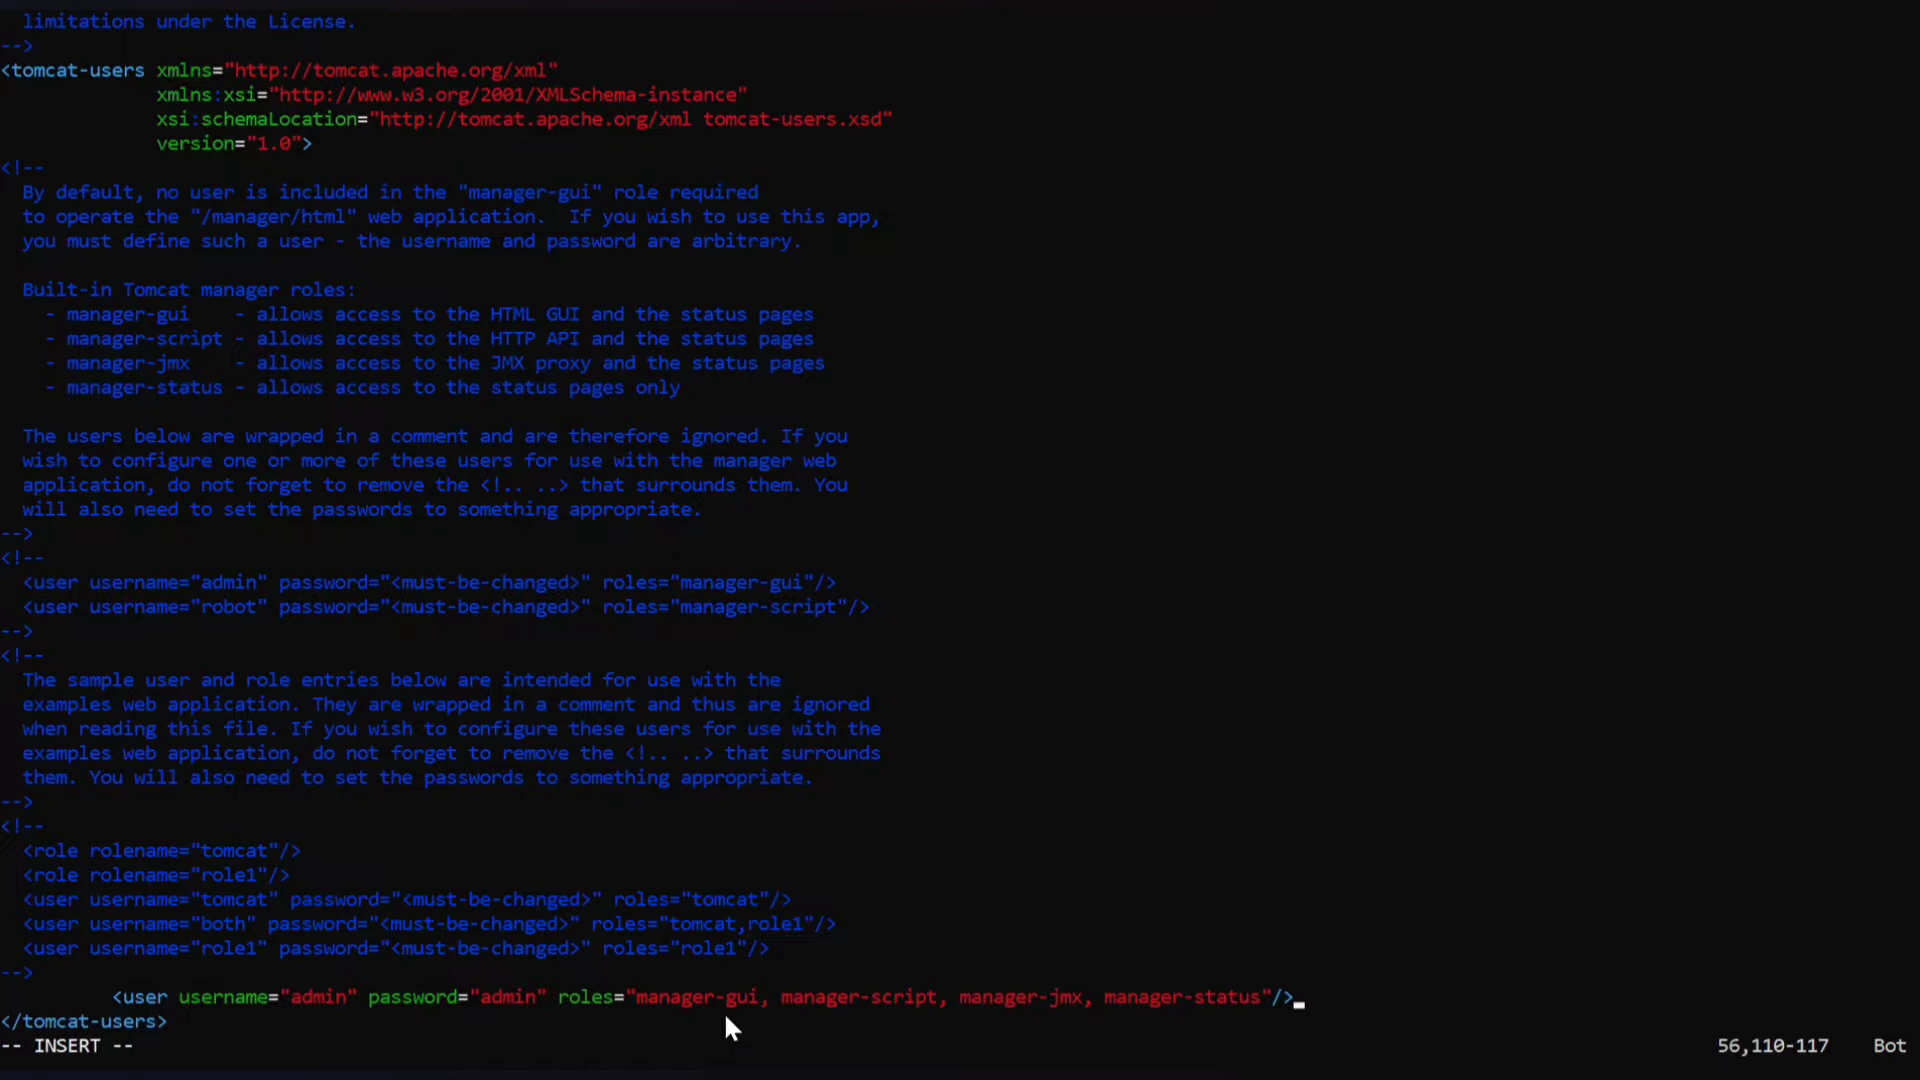 limitations under the License.
-->
<tomcat-users xmlns="http://tomcat.apache.org/xml"
              xmlns:xsi="http://www.w3.org/2001/XMLSchema-instance"
              xsi:schemaLocation="http://tomcat.apache.org/xml tomcat-users.xsd"
              version="1.0">
<!--
  By default, no user is included in the "manager-gui" role required
  to operate the "/manager/html" web application.  If you wish to use this app,
  you must define such a user - the username and password are arbitrary.

  Built-in Tomcat manager roles:
    - manager-gui    - allows access to the HTML GUI and the status pages
    - manager-script - allows access to the HTTP API and the status pages
    - manager-jmx    - allows access to the JMX proxy and the status pages
    - manager-status - allows access to the status pages only

  The users below are wrapped in a comment and are therefore ignored. If you
  wish to configure one or more of these users for use with the manager web
  application, do not forget to remove the <!.. ..> that surrounds them. You
  will also need to set the passwords to something appropriate.
-->
<!--
  <user username="admin" password="<must-be-changed>" roles="manager-gui"/>
  <user username="robot" password="<must-be-changed>" roles="manager-script"/>
-->
<!--
  The sample user and role entries below are intended for use with the
  examples web application. They are wrapped in a comment and thus are ignored
  when reading this file. If you wish to configure these users for use with the
  examples web application, do not forget to remove the <!.. ..> that surrounds
  them. You will also need to set the passwords to something appropriate.
-->
<!--
  <role rolename="tomcat"/>
  <role rolename="role1"/>
  <user username="tomcat" password="<must-be-changed>" roles="tomcat"/>
  <user username="both" password="<must-be-changed>" roles="tomcat,role1"/>
  <user username="role1" password="<must-be-changed>" roles="role1"/>
-->
          <user username="admin" password="admin" roles="manager-gui, manager-script, manager-jmx, manager-status"/>
</tomcat-users>
-- INSERT -- 56,110-117 Bot